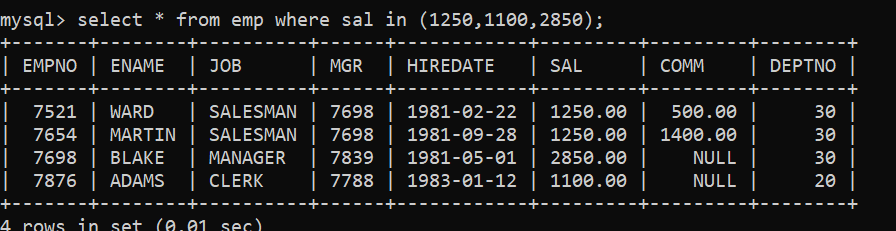 mysql> select * from emp where sal in (1250,1100,2850);
+-------+--------+----------+------+------------+---------+---------+--------+
| EMPNO | ENAME  | JOB      | MGR  | HIREDATE   | SAL     | COMM    | DEPTNO |
+-------+--------+----------+------+------------+---------+---------+--------+
|  7521 | WARD   | SALESMAN | 7698 | 1981-02-22 | 1250.00 |  500.00 |     30 |
|  7654 | MARTIN | SALESMAN | 7698 | 1981-09-28 | 1250.00 | 1400.00 |     30 |
|  7698 | BLAKE  | MANAGER  | 7839 | 1981-05-01 | 2850.00 |    NULL |     30 |
|  7876 | ADAMS  | CLERK    | 7788 | 1983-01-12 | 1100.00 |    NULL |     20 |
+-------+--------+----------+------+------------+---------+---------+--------+
4 rows in set (0.01 sec)